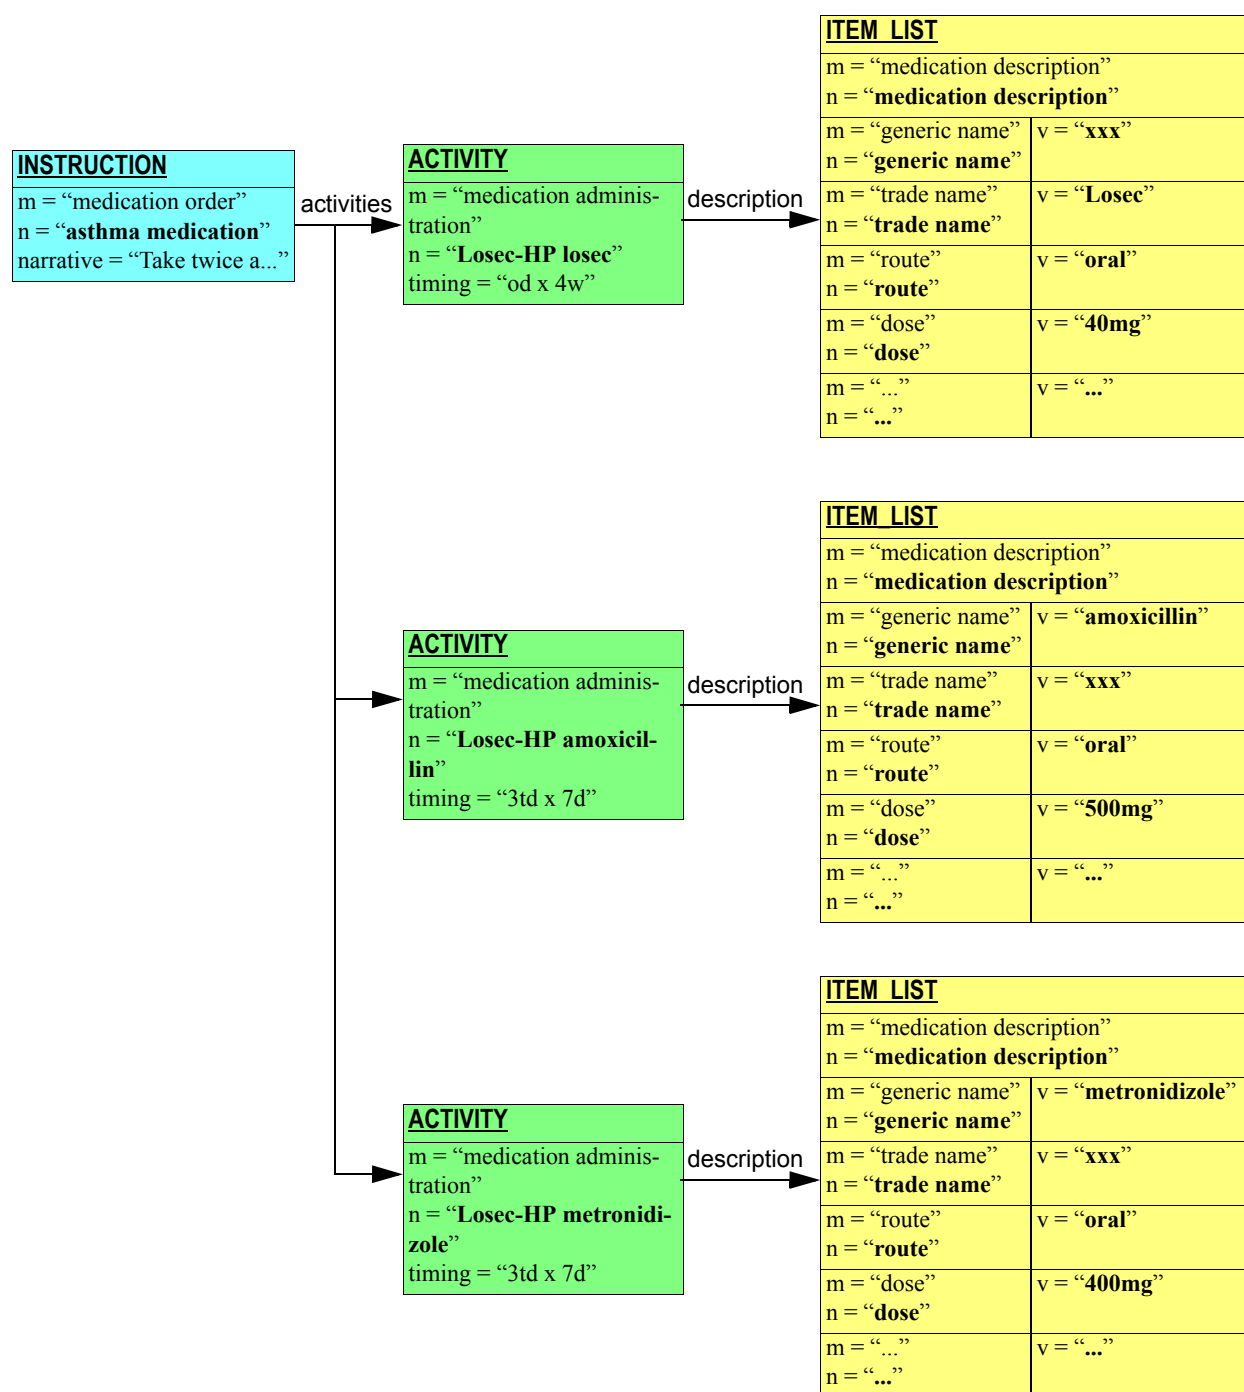 INSTRUCTION
m = “medication order”
n = “asthma medication”
narrative = “Take twice a...”
activities
ACTIVITY
m = “medication adminis-
tration”
n = “Losec-HP losec”
timing = “od x 4w”
description
ITEM_LIST
m = “medication description”
n = “medication description”
m = “generic name” v = “xxx”
n = “generic name”
m = “trade name” v = “Losec”
n = “trade name”
m = “route” v = “oral”
n = “route”
m = “dose” v = “40mg”
n = “dose”
m = “...” v = “...”
n = “...”
ACTIVITY
m = “medication adminis-
tration”
n = “Losec-HP amoxicil-
lin”
timing = “3td x 7d”
description
ITEM_LIST
m = “medication description”
n = “medication description”
m = “generic name” v = “amoxicillin”
n = “generic name”
m = “trade name” v = “xxx”
n = “trade name”
m = “route” v = “oral”
n = “route”
m = “dose” v = “500mg”
n = “dose”
m = “...” v = “...”
n = “...”
ACTIVITY
m = “medication adminis-
tration”
n = “Losec-HP metronidi-
zole”
timing = “3td x 7d”
description
ITEM_LIST
m = “medication description”
n = “medication description”
m = “generic name” v = “metronidizole”
n = “generic name”
m = “trade name” v = “xxx”
n = “trade name”
m = “route” v = “oral”
n = “route”
m = “dose” v = “400mg”
n = “dose”
m = “...” v = “...”
n = “...”